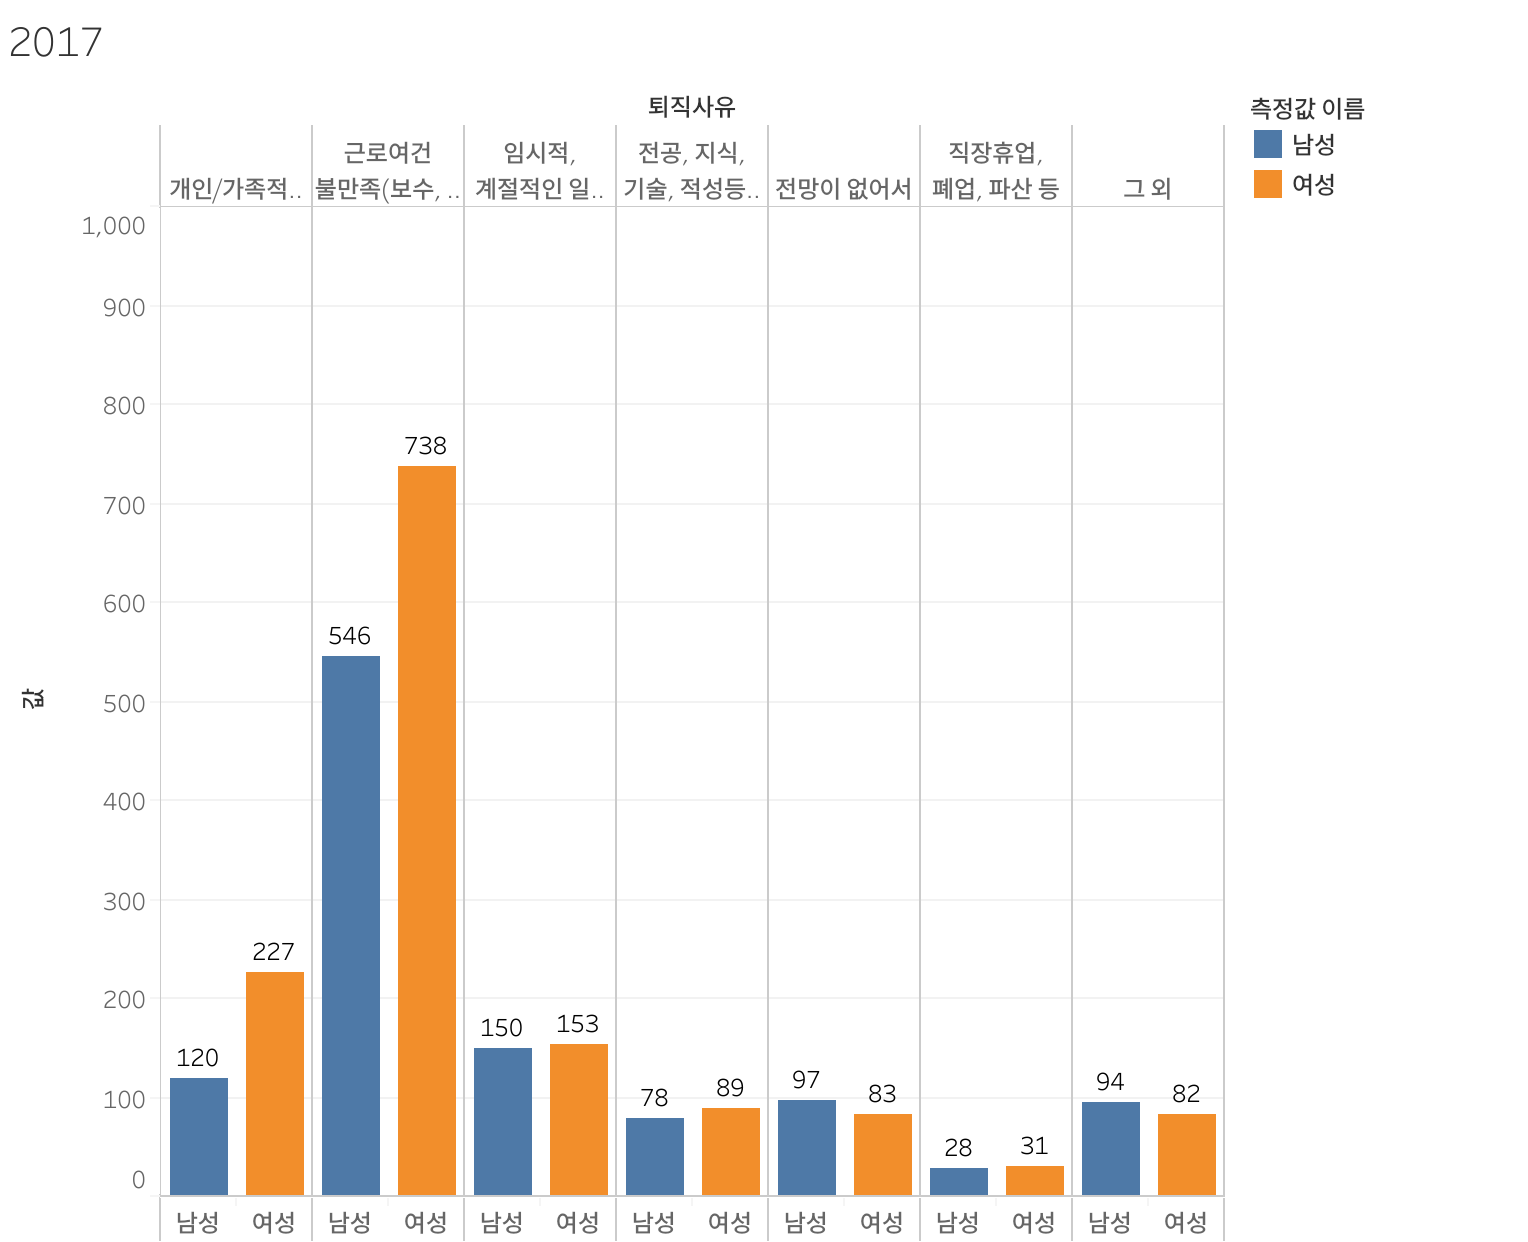 2017
퇴직사유
측정값 이름
남성
여성
개인/가족적..
근로여건
불만족(보수, ..
임시적,
계절적인 일..
전공, 지식,
기술, 적성등..
전망이 없어서
직장휴업,
폐업, 파산 등
그 외
값
1,000
900
800
700
600
500
400
300
200
100
0
120
227
546
738
150
153
78
89
97
83
28
31
94
82
남성 여성 남성 여성 남성 여성 남성 여성 남성 여성 남성 여성 남성 여성